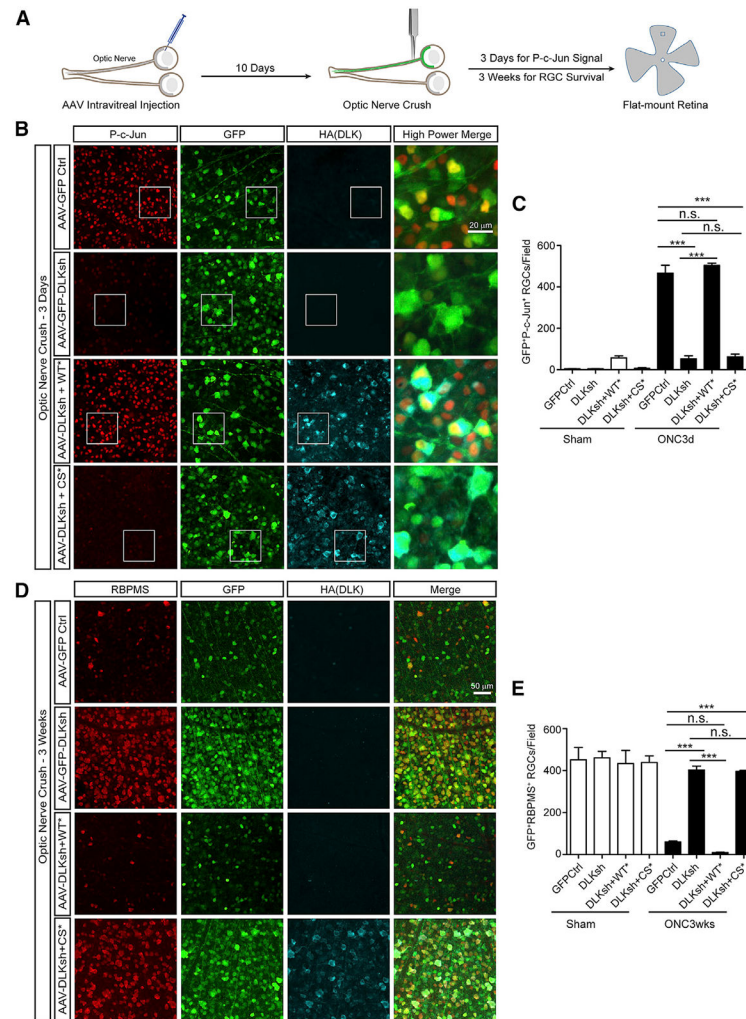 A
Optic Nerve
10 Days
3 Days for P-c-Jun Signal
3 Weeks for RGC Survival
AAV Intravitreal Injection
Optic Nerve Crush
Flat-mount Retina
B
P-c-Jun
GFP
HA(DLK)
High Power Merge
Optic Nerve Crush - 3 Days
AAV-GFP Ctrl
20 μm
AAV-GFP-DLKsh
AAV-DLKsh + WT*
AAV-DLKsh + CS*
C
GFP⁺P-c-Jun⁺ RGCs/Field
600
400
200
0
***
n.s.
n.s.
***
***
GFPCtrl
DLKsh
DLKsh+WT*
DLKsh+CS*
GFPCtrl
DLKsh
DLKsh+WT*
DLKsh+CS*
Sham
ONC3d
D
RBPMS
GFP
HA(DLK)
Merge
Optic Nerve Crush - 3 Weeks
AAV-GFP Ctrl
50 μm
AAV-GFP-DLKsh
AAV-DLKsh+WT*
AAV-DLKsh+CS*
E
GFP⁺RBPMS⁺ RGCs/Field
600
400
200
0
***
n.s.
n.s.
***
***
GFPCtrl
DLKsh
DLKsh+WT*
DLKsh+CS*
GFPCtrl
DLKsh
DLKsh+WT*
DLKsh+CS*
Sham
ONC3wks